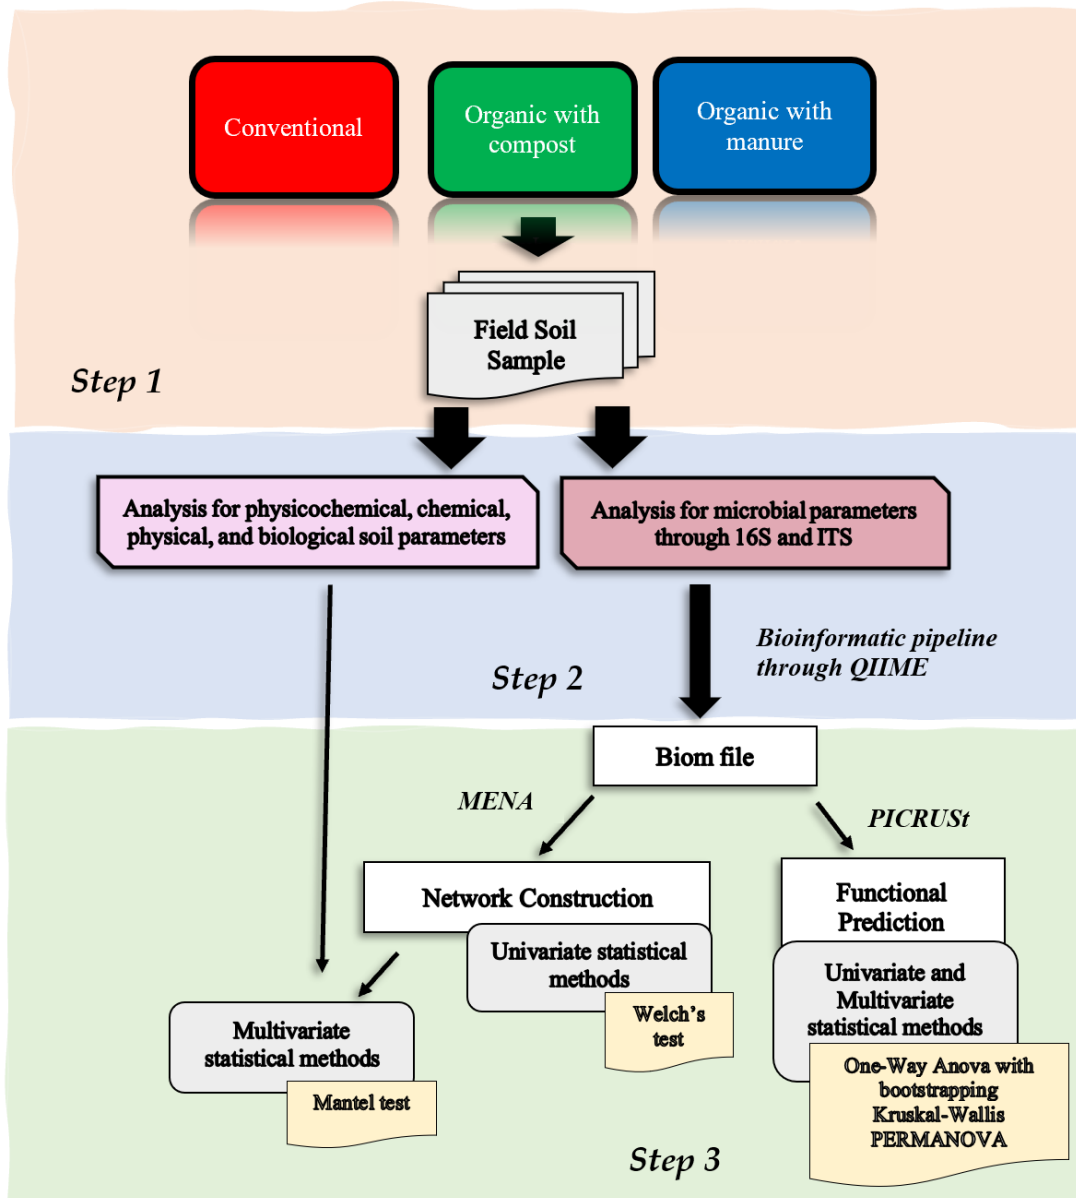 Conventional
Organic with
compost
Organic with
manure
Field Soil
Sample
Step 1
Analysis for physicochemical, chemical,
physical, and biological soil parameters
Analysis for microbial parameters
through 16S and ITS
Bioinformatic pipeline
through QIIME
Step 2
Biom file
MENA
PICRUSt
Network Construction
Functional
Prediction
Univariate statistical
methods
Univariate and
Multivariate
statistical methods
Welch’s
test
Multivariate
statistical methods
Mantel test
One-Way Anova with
bootstrapping
Kruskal-Wallis
PERMANOVA
Step 3